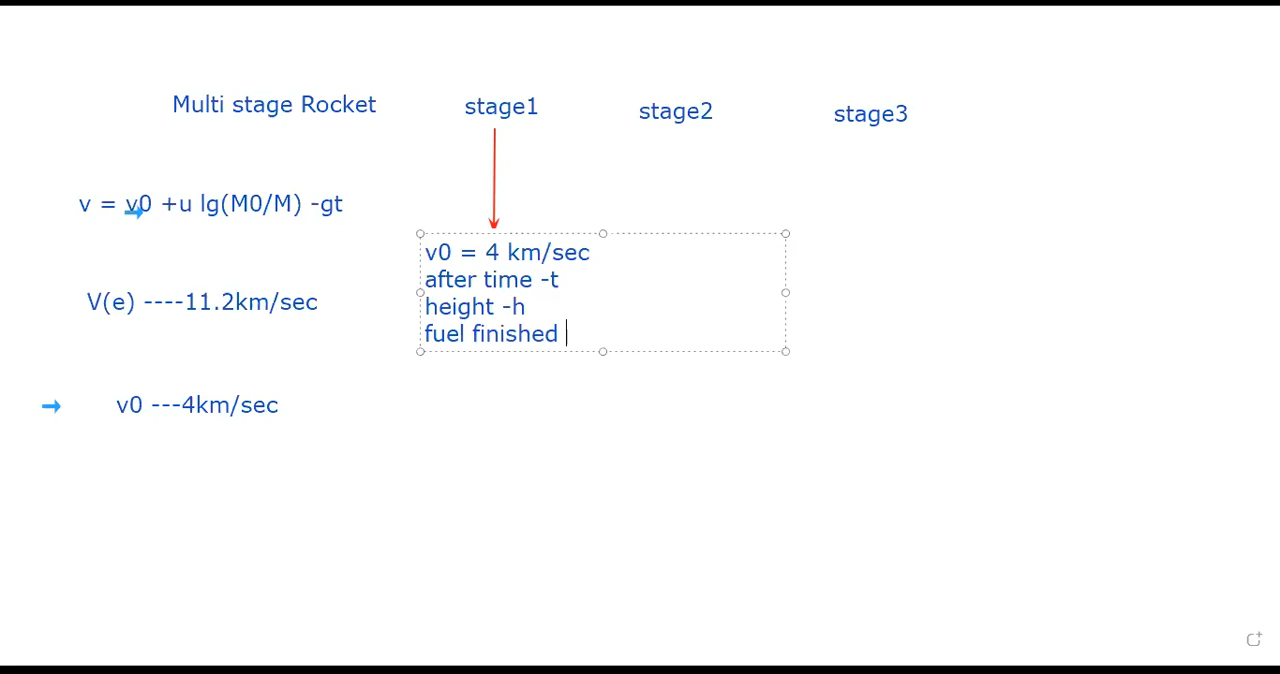 Multi stage Rocket
stage1
stage2
stage3
v = v0 +u lg(M0/M) -gt
v0 = 4 km/sec
after time -t
height -h
fuel finished
V(e) ----11.2km/sec
v0 ---4km/sec